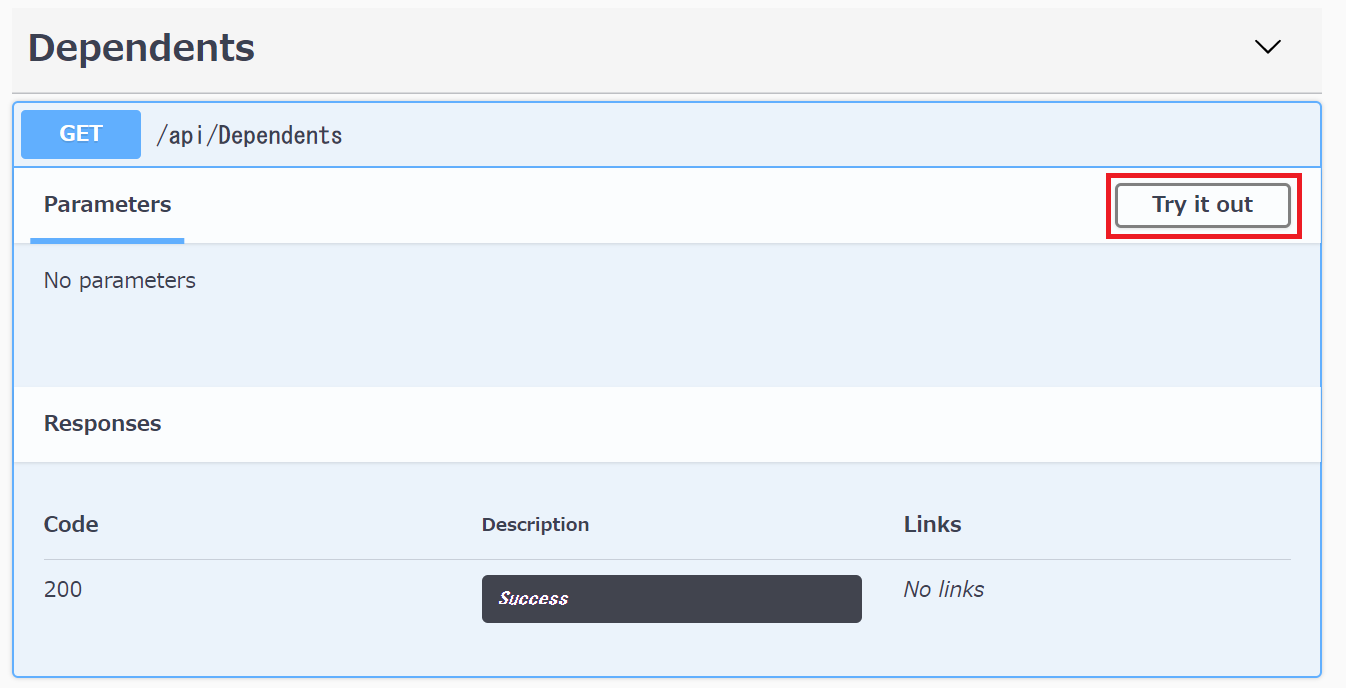 Dependents
GET /api/Dependents
Parameters Try it out
No parameters
Responses
Code Description Links
200 Success No links